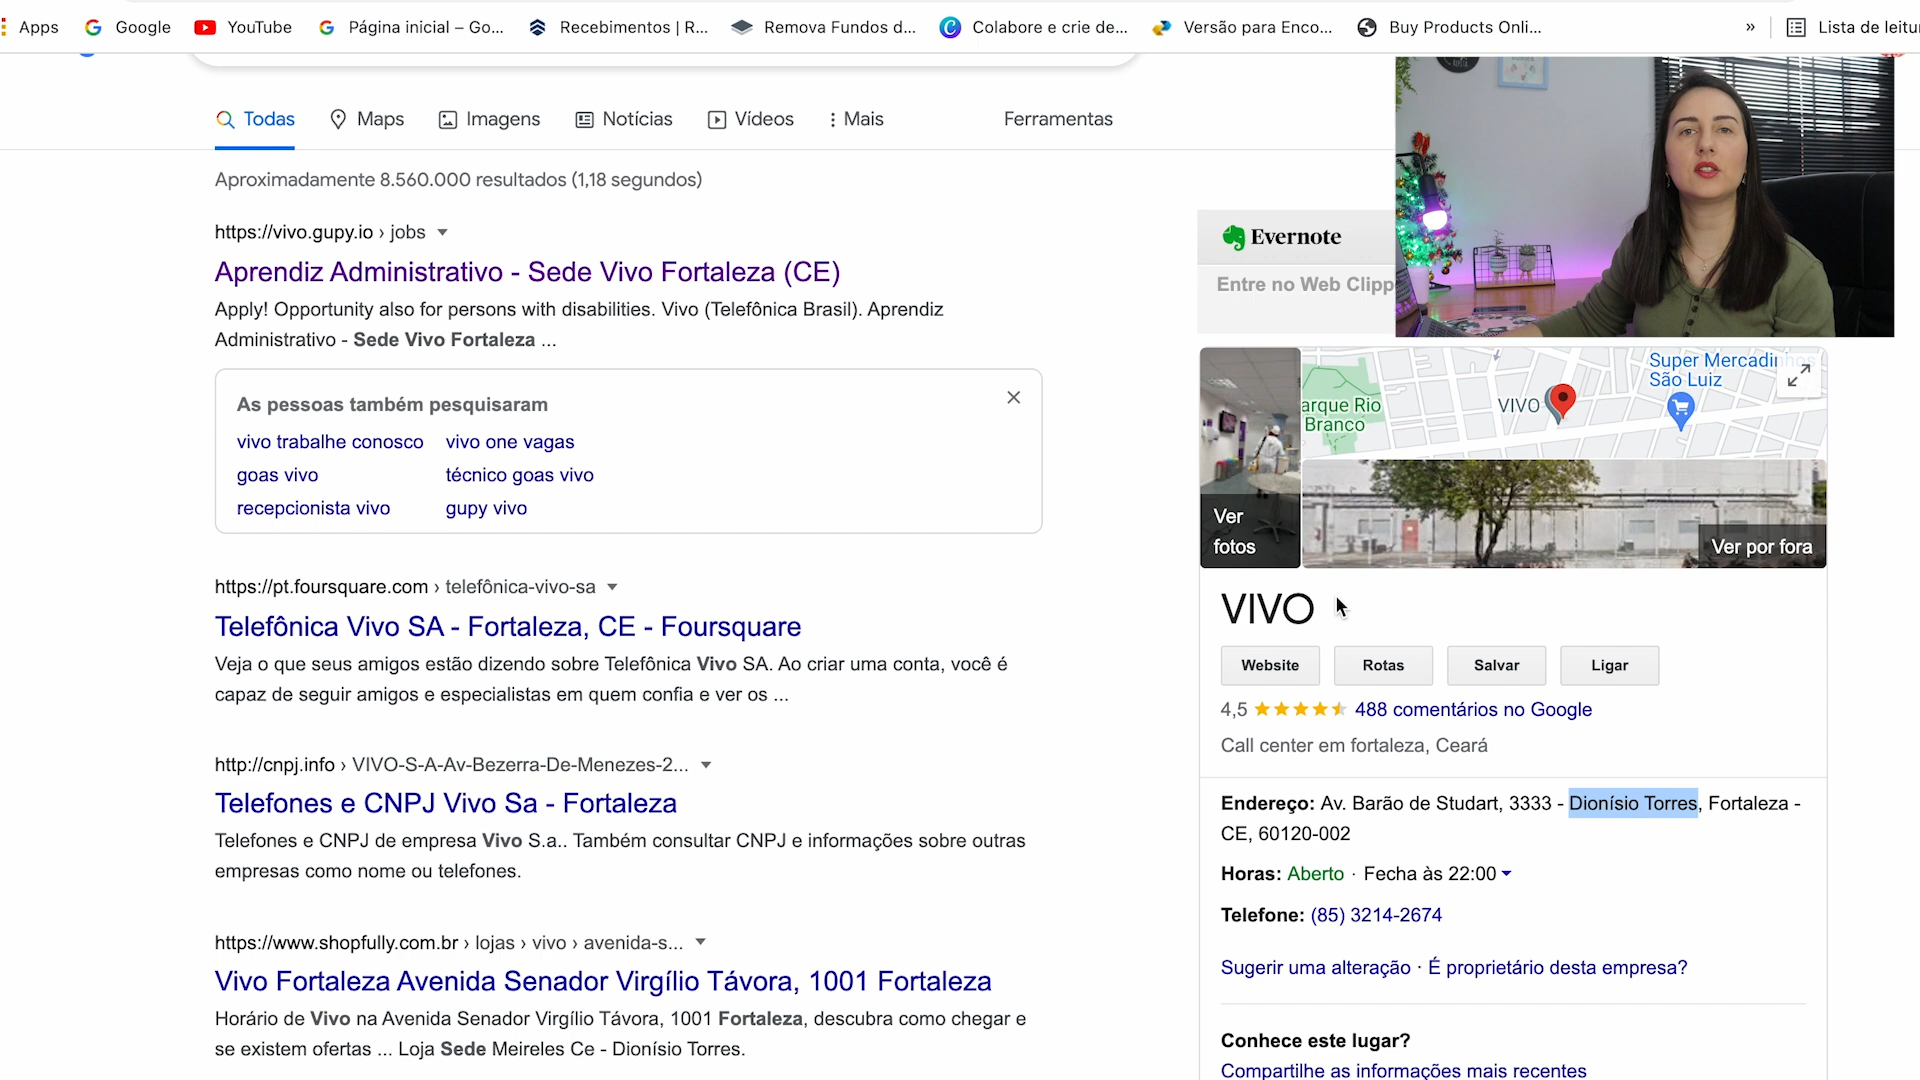 Apps
Google
YouTube
Página inicial – Go...
Recebimentos | R...
Remova Fundos d...
Colabore e crie de...
Versão para Enco...
Buy Products Onli...
»
Lista de leitur
Todas
Maps
Imagens
Notícias
Vídeos
Mais
Ferramentas
Aproximadamente 8.560.000 resultados (1,18 segundos)
https://vivo.gupy.io › jobs
Aprendiz Administrativo - Sede Vivo Fortaleza (CE)
Apply! Opportunity also for persons with disabilities. Vivo (Telefônica Brasil). Aprendiz
Administrativo - Sede Vivo Fortaleza ...
As pessoas também pesquisaram
vivo trabalhe conosco
vivo one vagas
goas vivo
técnico goas vivo
recepcionista vivo
gupy vivo
https://pt.foursquare.com › telefônica-vivo-sa
Telefônica Vivo SA - Fortaleza, CE - Foursquare
Veja o que seus amigos estão dizendo sobre Telefônica Vivo SA. Ao criar uma conta, você é
capaz de seguir amigos e especialistas em quem confia e ver os ...
http://cnpj.info › VIVO-S-A-Av-Bezerra-De-Menezes-2...
Telefones e CNPJ Vivo Sa - Fortaleza
Telefones e CNPJ de empresa Vivo S.a.. Também consultar CNPJ e informações sobre outras
empresas como nome ou telefones.
https://www.shopfully.com.br › lojas › vivo › avenida-s...
Vivo Fortaleza Avenida Senador Virgílio Távora, 1001 Fortaleza
Horário de Vivo na Avenida Senador Virgílio Távora, 1001 Fortaleza, descubra como chegar e
se existem ofertas ... Loja Sede Meireles Ce - Dionísio Torres.
Evernote
Entre no Web Clipp
Super Mercadinhos
São Luiz
arque Rio
Branco
VIVO
Ver
fotos
Ver por fora
VIVO
Website
Rotas
Salvar
Ligar
4,5
488 comentários no Google
Call center em fortaleza, Ceará
Endereço: Av. Barão de Studart, 3333 - Dionísio Torres, Fortaleza -
CE, 60120-002
Horas: Aberto · Fecha às 22:00
Telefone: (85) 3214-2674
Sugerir uma alteração · É proprietário desta empresa?
Conhece este lugar?
Compartilhe as informações mais recentes